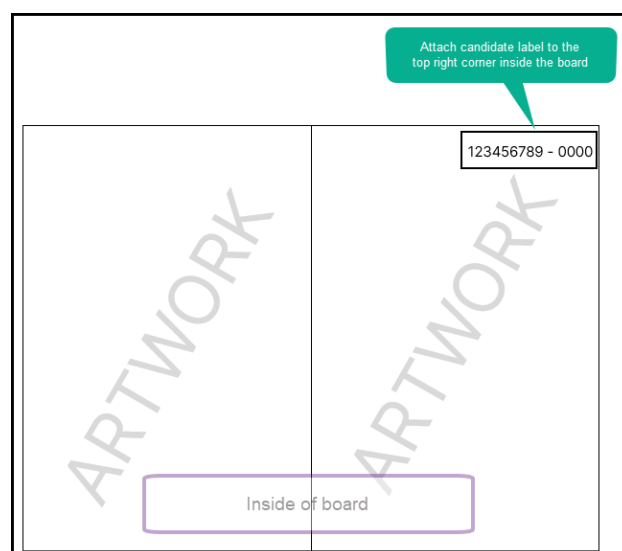 Attach candidate label to the
top right corner inside the board
123456789 - 0000
ARTWORK
ARTWORK
Inside of board